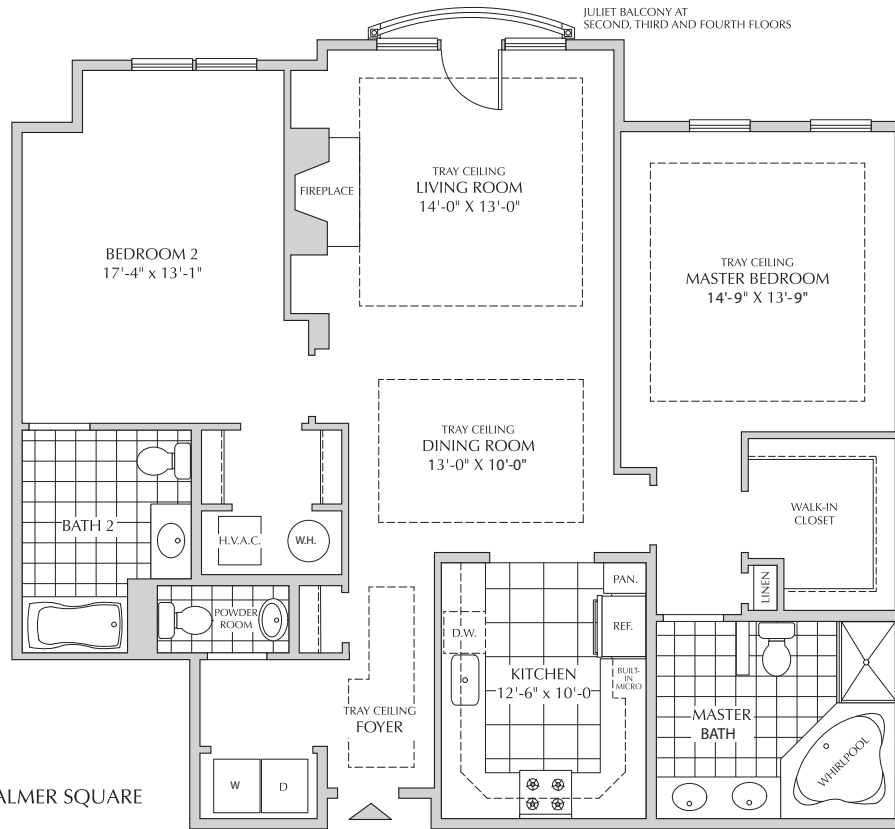 JULIET BALCONY AT
SECOND, THIRD AND FOURTH FLOORS
TRAY CEILING
LIVING ROOM
14'-0" X 13'-0"
FIREPLACE
BEDROOM 2
17'-4" x 13'-1"
TRAY CEILING
MASTER BEDROOM
14'-9" X 13'-9"
TRAY CEILING
DINING ROOM
13'-0" X 10'-0"
BATH 2
H.V.A.C.
W.H.
WALK-IN
CLOSET
LINEN
PAN.
REF.
D.W.
POWDER
ROOM
KITCHEN
12'-6" x 10'-0
BUILT-
IN
MICRO
TRAY CEILING
FOYER
MASTER
BATH
WHIRLPOOL
W
D
ALMER SQUARE